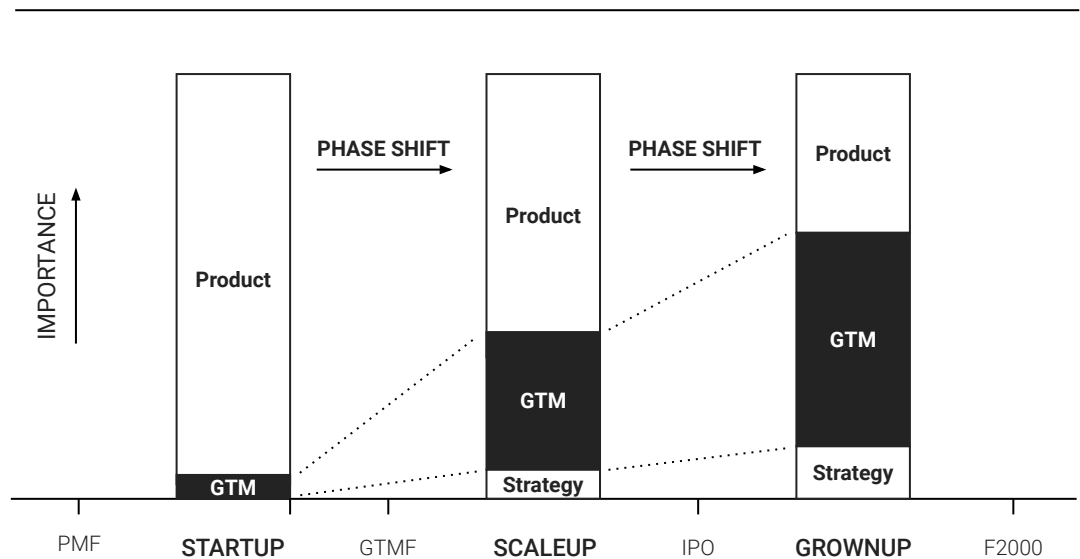 PHASE SHIFT
PHASE SHIFT
Product
Product
Product
IMPORTANCE
GTM
GTM
Strategy
Strategy
GTM
PMF
STARTUP
GTMF
SCALEUP
IPO
GROWNUP
F2000